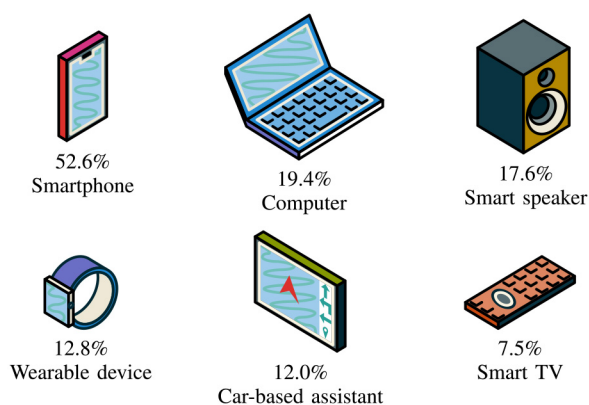 52.6%
Smartphone
19.4%
Computer
17.6%
Smart speaker
12.8%
Wearable device
12.0%
Car-based assistant
7.5%
Smart TV